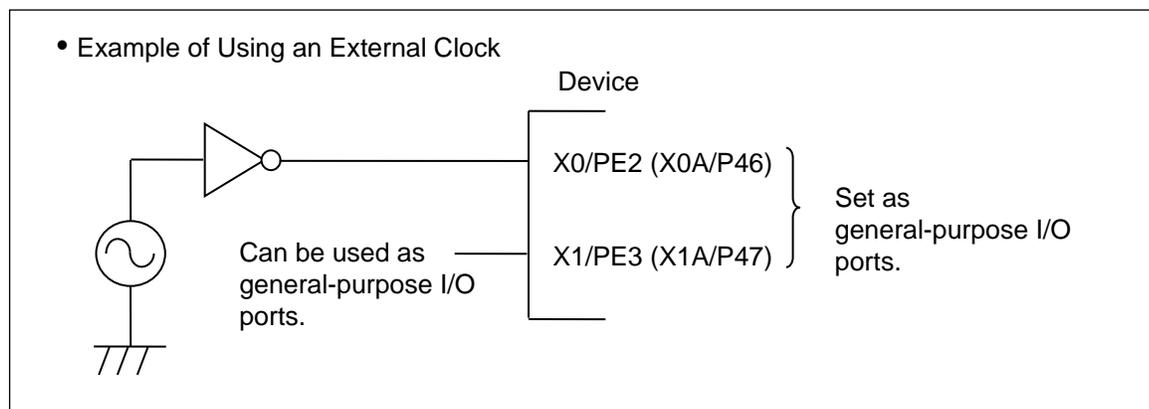 • Example of Using an External Clock
Device
X0/PE2 (X0A/P46)
Set as
general-purpose I/O
ports.
Can be used as
general-purpose I/O
ports.
X1/PE3 (X1A/P47)